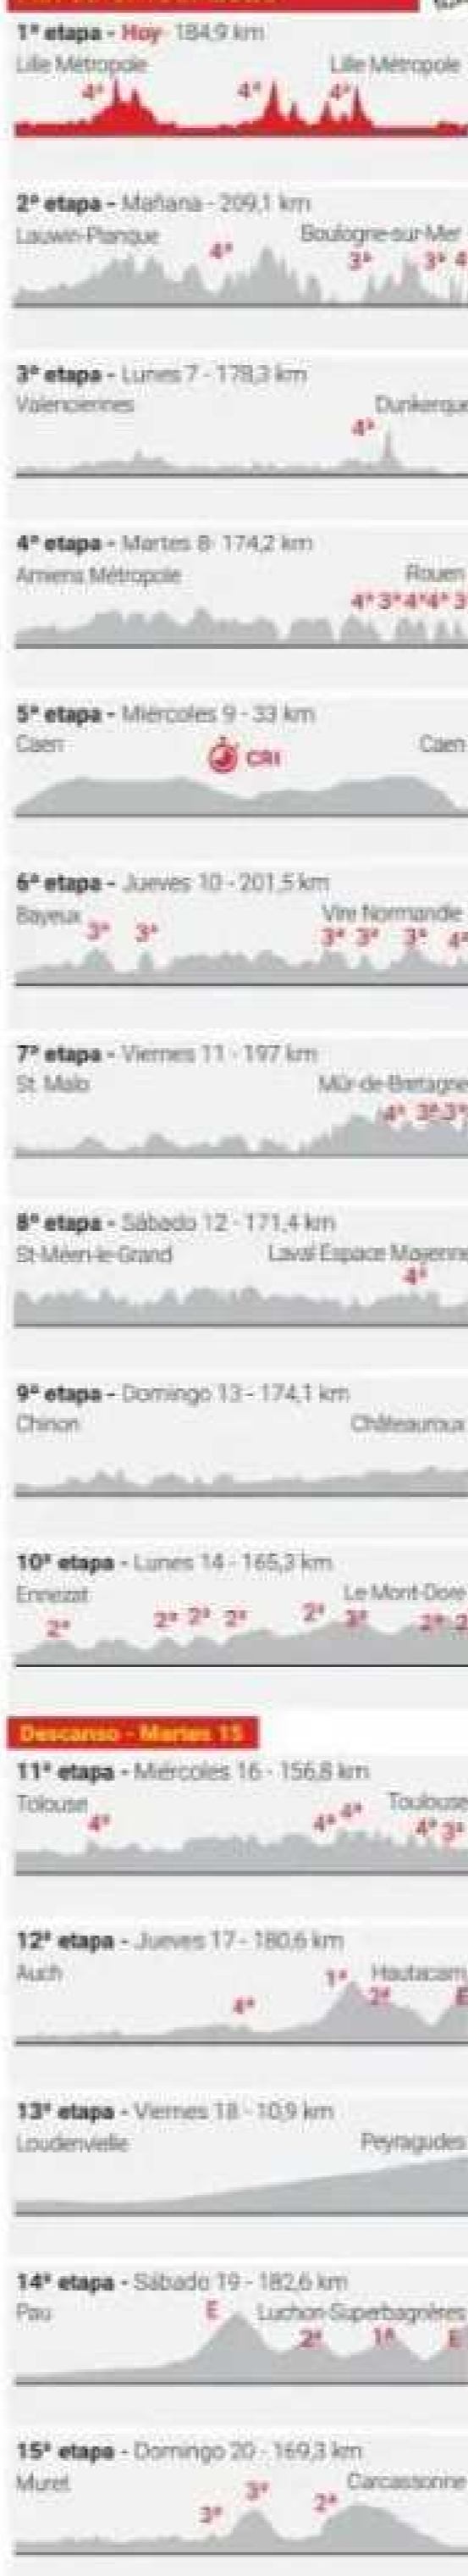 1ª etapa - Hoy- 184,9 km
Lille Métropole Lille Métropole
4ª 4ª 4ª
2ª etapa - Mañana - 209,1 km
Lauwin-Planque Boulogne-sur-Mer
4ª 3ª 3ª 4
3ª etapa - Lunes 7 - 178,3 km
Valenciennes Dunkerque
4ª
4ª etapa - Martes 8- 174,2 km
Amiens Métropole Rouen
4ª 3ª 4ª 4ª 3
5ª etapa - Miércoles 9 - 33 km
Caen Caen
CRI
6ª etapa - Jueves 10 - 201,5 km
Bayeux Vire Normandie
3ª 3ª 3ª 3ª 3ª 4ª
7ª etapa - Viernes 11 - 197 km
St. Malo Mûr-de-Bretagne
4ª 3ª 3ª
8ª etapa - Sábado 12 - 171,4 km
St-Méen-le-Grand Laval Espace Mayenne
4ª
9ª etapa - Domingo 13 - 174,1 km
Chinon Châteauroux
10ª etapa - Lunes 14 - 165,3 km
Ennezat Le Mont-Dore
2ª 2ª 2ª 2ª 2ª 3ª 2ª 2
Descanso - Martes 15
11ª etapa - Miércoles 16 - 156,8 km
Tolouse Toulouse
4ª 4ª 4ª 4ª 3ª
12ª etapa - Jueves 17 - 180,6 km
Auch Hautacam
4ª 1ª 2ª E
13ª etapa - Viernes 18 - 10,9 km
Loudenvielle Peyragudes
14ª etapa - Sábado 19 - 182,6 km
Pau Luchon-Superbagnères
E 2ª 1ª E
15ª etapa - Domingo 20 - 169,3 km
Muret Carcassonne
3ª 3ª 2ª